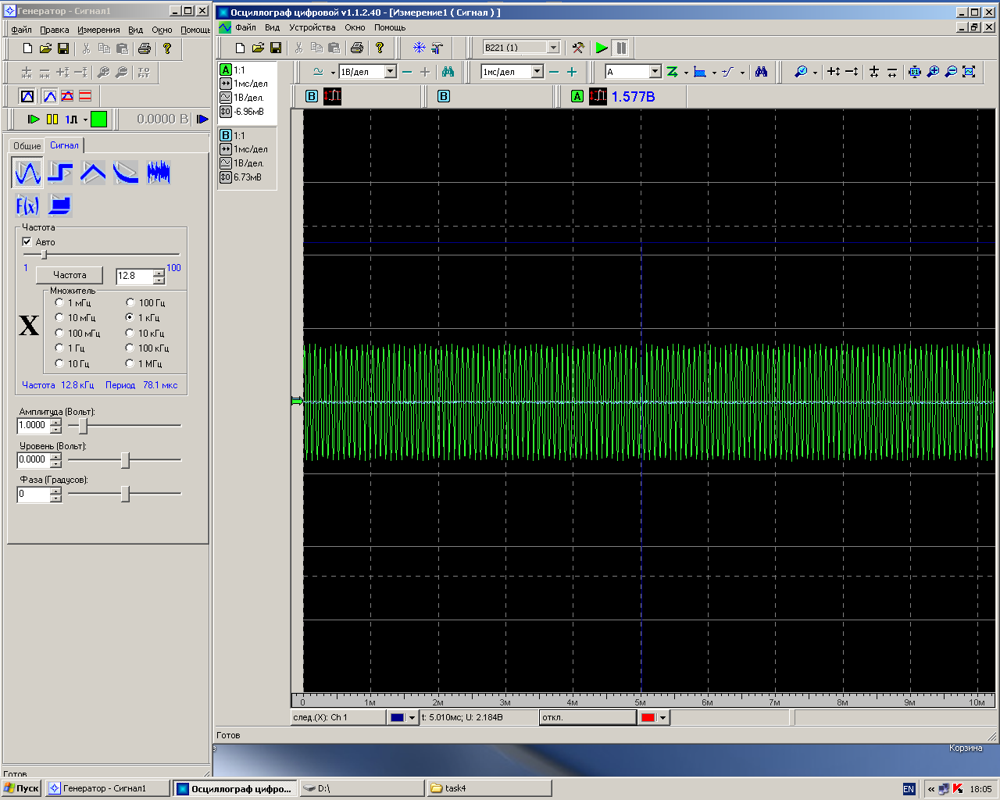 Генератор - Сигнал1
Файл Правка Измерения Вид Окно Помощь
0.0000 В
Общие Сигнал
F(x)
Частота
Авто
1 100
Частота 12.8
Множитель
X
1 мГц 100 Гц
10 мГц 1 кГц
100 мГц 10 кГц
1 Гц 100 кГц
10 Гц 1 МГц
Частота 12.8 кГц Период 78.1 мкс
Амплитуда (Вольт):
1.0000
Уровень (Вольт):
0.0000
Фаза (Градусов):
0
Готов
Осциллограф цифровой v1.1.2.40 - [Измерение1 ( Сигнал ) ]
Файл Вид Устройства Окно Помощь
B221 (1)
A 1:1
1мс/дел
1В/дел.
-6.96мВ
B 1:1
1мс/дел
1В/дел.
6.73мВ
1В/дел 1мс/дел A
B B A 1.577В
0 1м 2м 3м 4м 5м 6м 7м 8м 9м 10м
след.(X): Ch 1 t: 5.010мс; U: 2.184В откл.
Готов
Корзина
Пуск Генератор - Сигнал1 Осциллограф цифро... D:\ task4 EN « 18:05